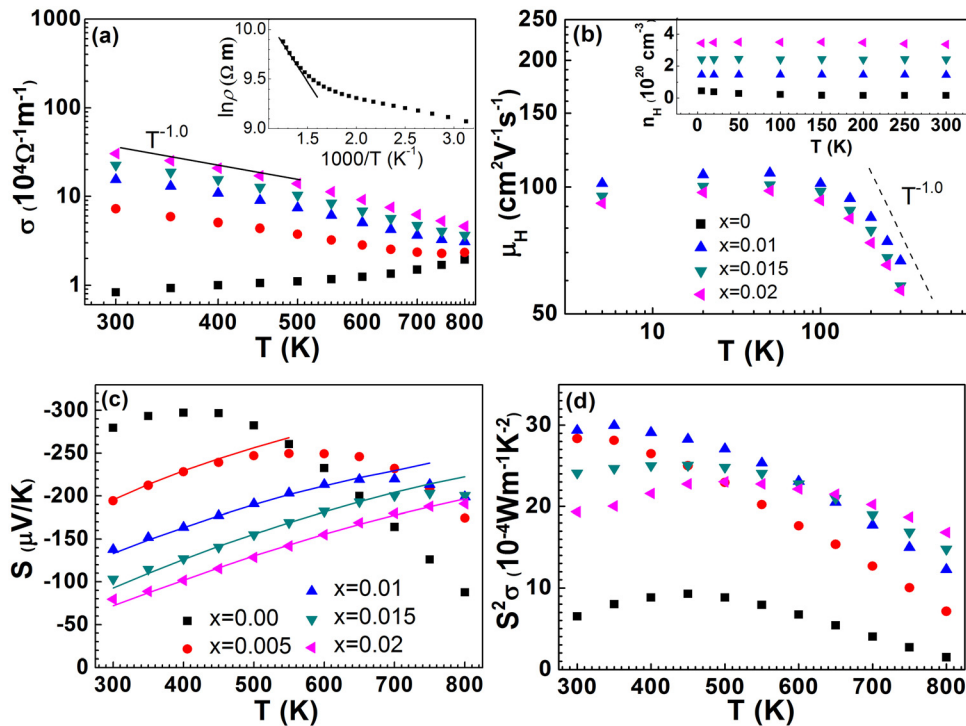 (a)
1000
100
10
1
σ (10⁴Ω⁻¹m⁻¹)
T⁻¹·⁰
10.0
9.5
9.0
lnρ (Ω m)
1.5 2.0 2.5 3.0
1000/T (K⁻¹)
300 400 500 600 700 800
T (K)
(b)
250
200
150
100
50
μH (cm²V⁻¹s⁻¹)
4
2
0
nH (10²⁰ cm⁻³)
0 50 100 150 200 250 300
T (K)
T⁻¹·⁰
x=0
x=0.01
x=0.015
x=0.02
10 100
T (K)
(c)
-300
-250
-200
-150
-100
-50
0
S (μV/K)
x=0.00
x=0.005
x=0.01
x=0.015
x=0.02
300 400 500 600 700 800
T (K)
(d)
30
20
10
0
S²σ (10⁻⁴Wm⁻¹K⁻²)
300 400 500 600 700 800
T (K)